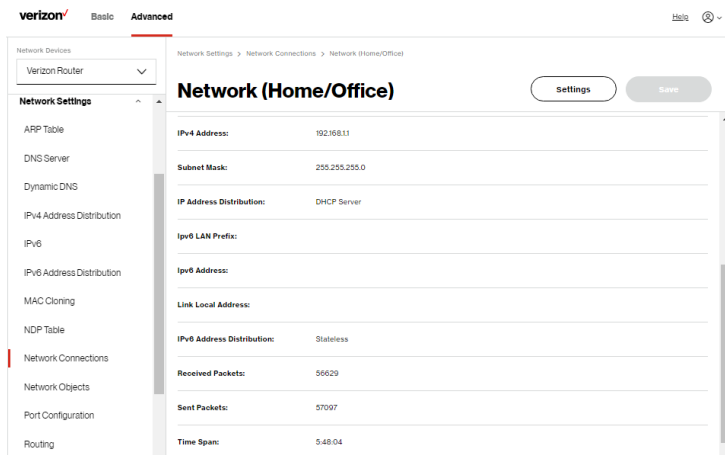 verizon✓ Basic Advanced Help
Network Devices
Verizon Router
Network Settings
ARP Table
DNS Server
Dynamic DNS
IPv4 Address Distribution
IPv6
IPv6 Address Distribution
MAC Cloning
NDP Table
Network Connections
Network Objects
Port Configuration
Routing
Network Settings > Network Connections > Network (Home/Office)
Network (Home/Office) Settings Save
IPv4 Address: 192.168.1.1
Subnet Mask: 255.255.255.0
IP Address Distribution: DHCP Server
Ipv6 LAN Prefix:
Ipv6 Address:
Link Local Address:
IPv6 Address Distribution: Stateless
Received Packets: 56629
Sent Packets: 57097
Time Span: 5:48:04